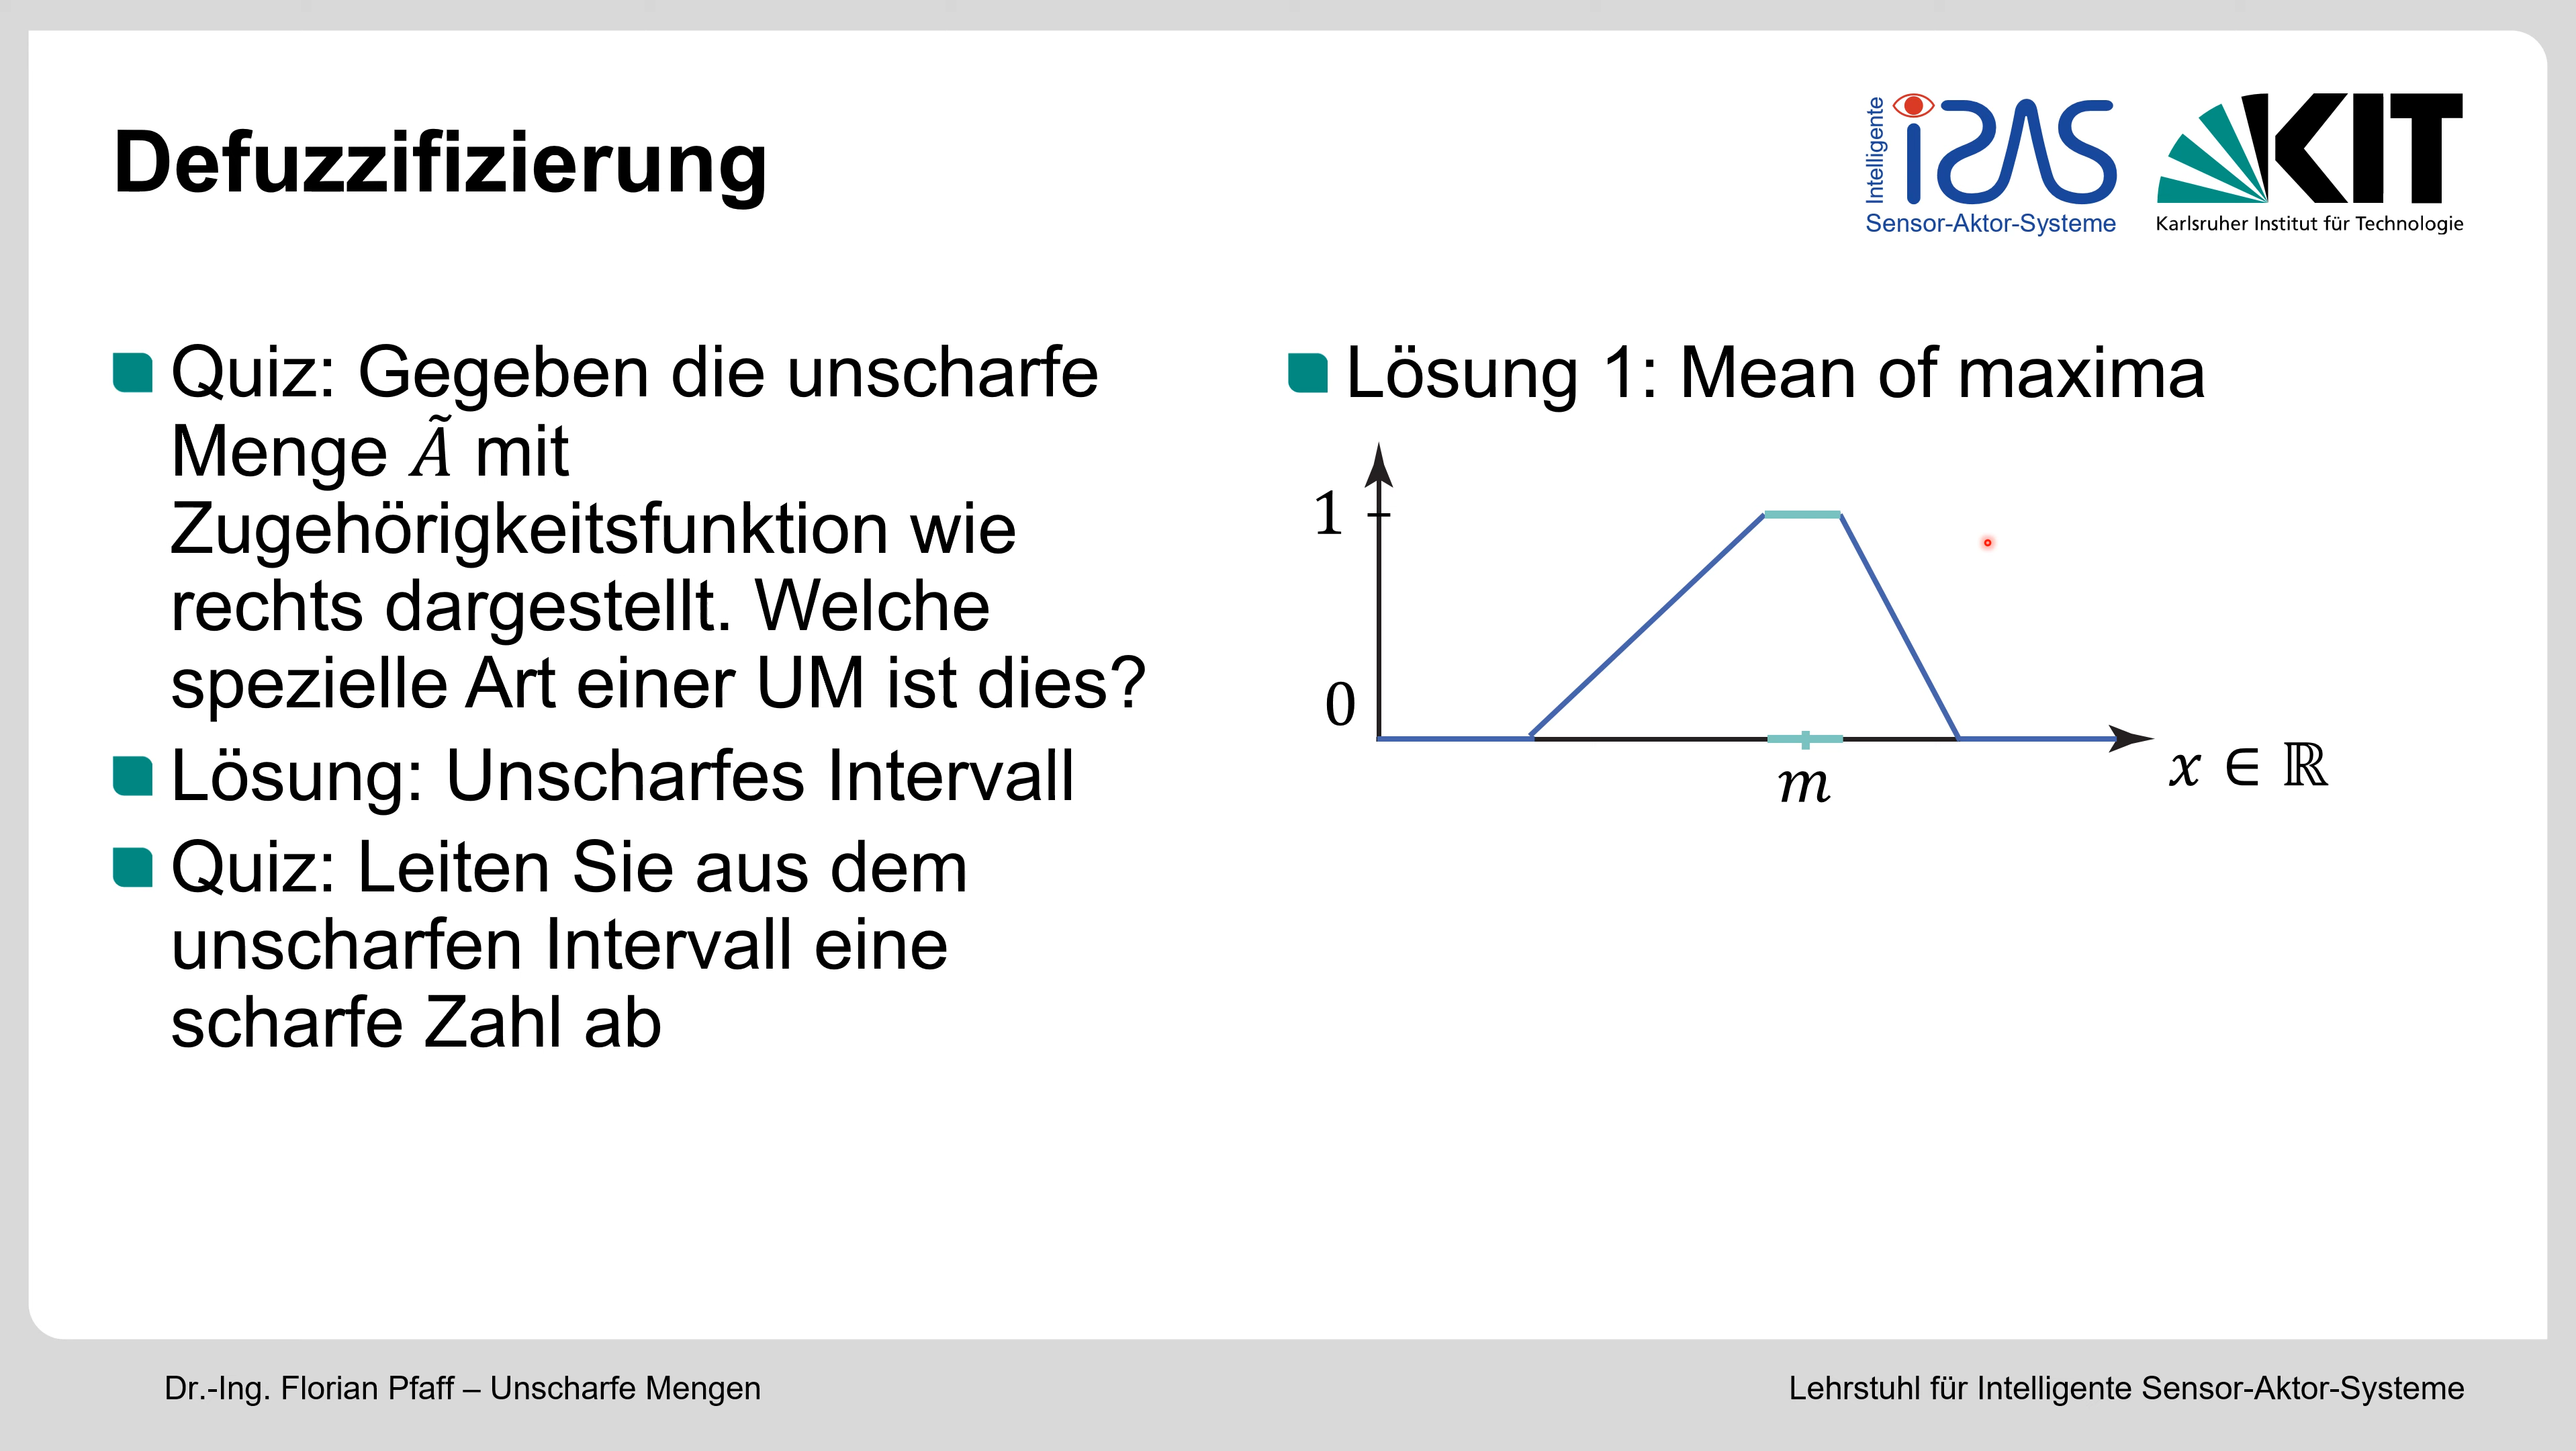 Defuzzifizierung
Intelligente
isas
Sensor-Aktor-Systeme
KIT
Karlsruher Institut für Technologie
Quiz: Gegeben die unscharfe
Menge Ã mit
Zugehörigkeitsfunktion wie
rechts dargestellt. Welche
spezielle Art einer UM ist dies?
Lösung: Unscharfes Intervall
Quiz: Leiten Sie aus dem
unscharfen Intervall eine
scharfe Zahl ab
Lösung 1: Mean of maxima
1
0
m
x ∈ ℝ
Dr.-Ing. Florian Pfaff – Unscharfe Mengen
Lehrstuhl für Intelligente Sensor-Aktor-Systeme